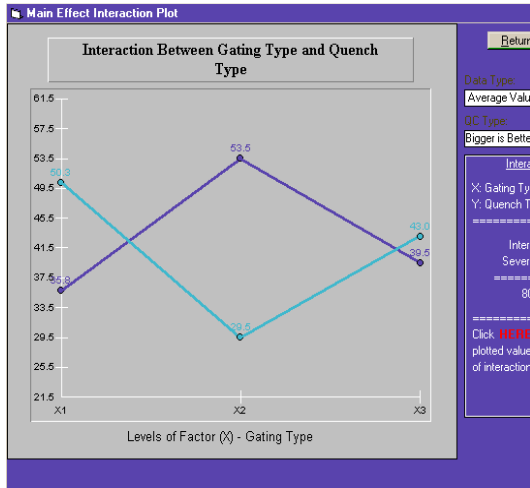 Main Effect Interaction Plot
Interaction Between Gating Type and Quench
Type
61.5
57.5
53.5
49.5
45.5
41.5
37.5
33.5
29.5
25.5
21.5
50.3
35.8
53.5
29.5
43.0
39.5
X1 X2 X3
Levels of Factor (X) - Gating Type
Return
Data Type:
Average Valu
QC Type:
Bigger is Bette
Intera
X: Gating Ty
Y: Quench T
==========
Inter
Sever
======
80
==========
Click HERE
plotted value
of interaction